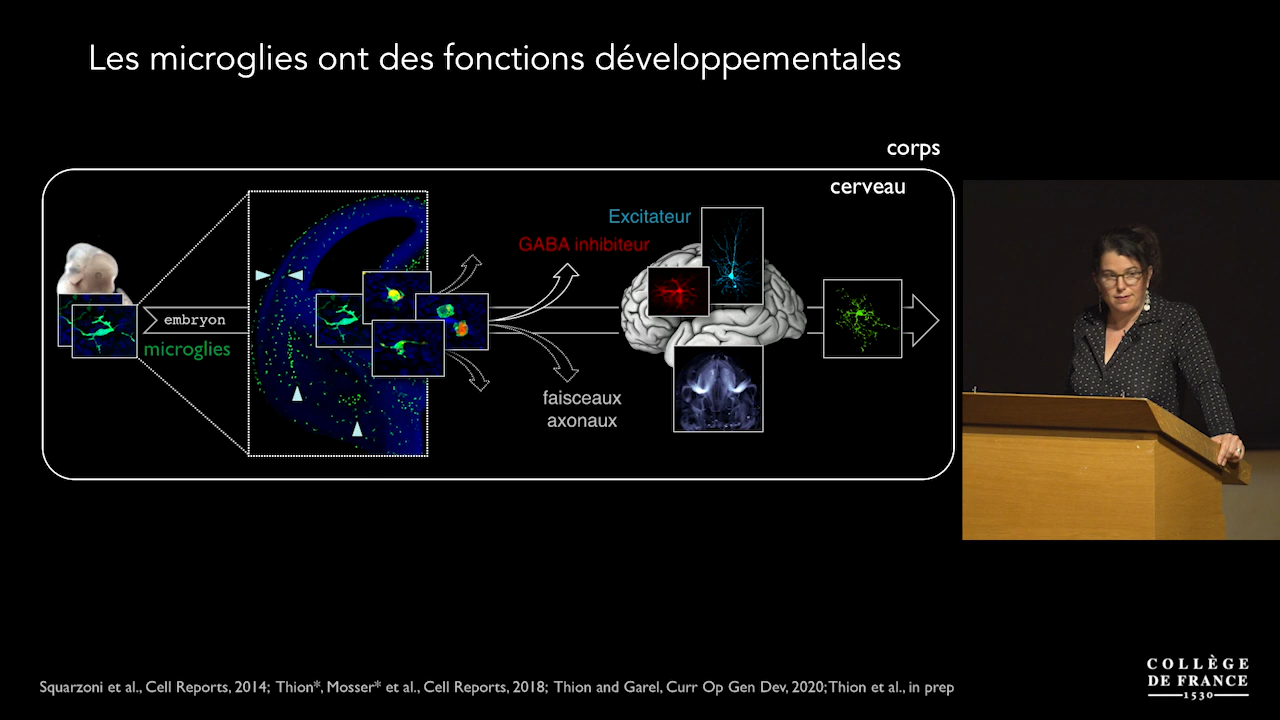 Les microglies ont des fonctions développementales
corps
cerveau
Excitateur
GABA inhibiteur
embryon
microglies
faisceaux
axonaux
Squarzoni et al., Cell Reports, 2014; Thion*, Mosser* et al., Cell Reports, 2018; Thion and Garel, Curr Op Gen Dev, 2020; Thion et al., in prep
COLLÈGE
DE FRANCE
1530